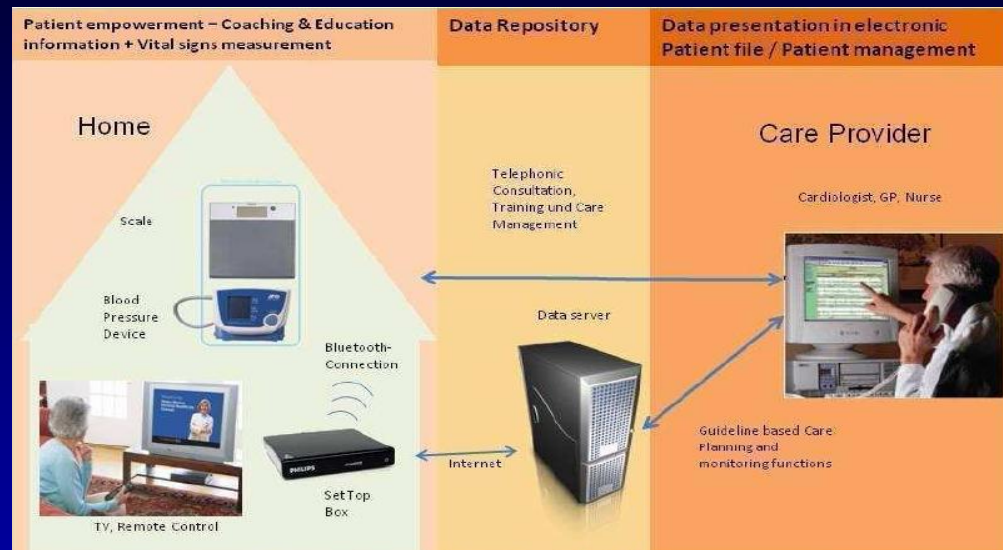 Patient empowerment – Coaching & Education
information + Vital signs measurement
Data Repository
Data presentation in electronic
Patient file / Patient management
Home
Scale
Blood
Pressure
Device
Bluetooth-
Connection
PHILIPS
SetTop
Box
TV, Remote Control
Telephonic
Consultation,
Training und Care
Management
Data server
Internet
Care Provider
Cardiologist, GP, Nurse
Guideline based Care
Planning and
monitoring functions